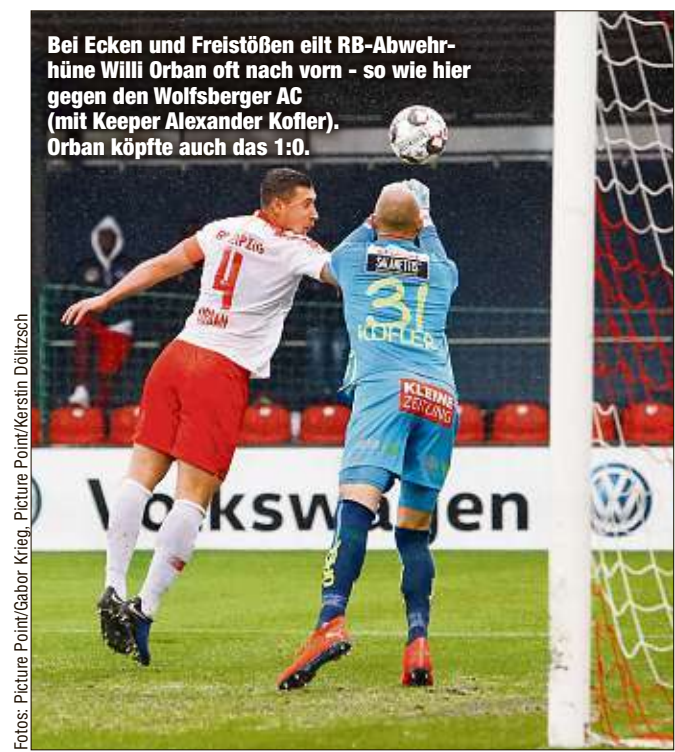 Bei Ecken und Freistößen eilt RB-Abwehr-
hüne Willi Orban oft nach vorn - so wie hier
gegen den Wolfsberger AC
(mit Keeper Alexander Kofler).
Orban köpfte auch das 1:0.
4
ORBAN
31
KOFLER
KLEINE
ZEITUNG
Volkswagen
Fotos: Picture Point/Gabor Krieg, Picture Point/Kerstin Dölitzsch